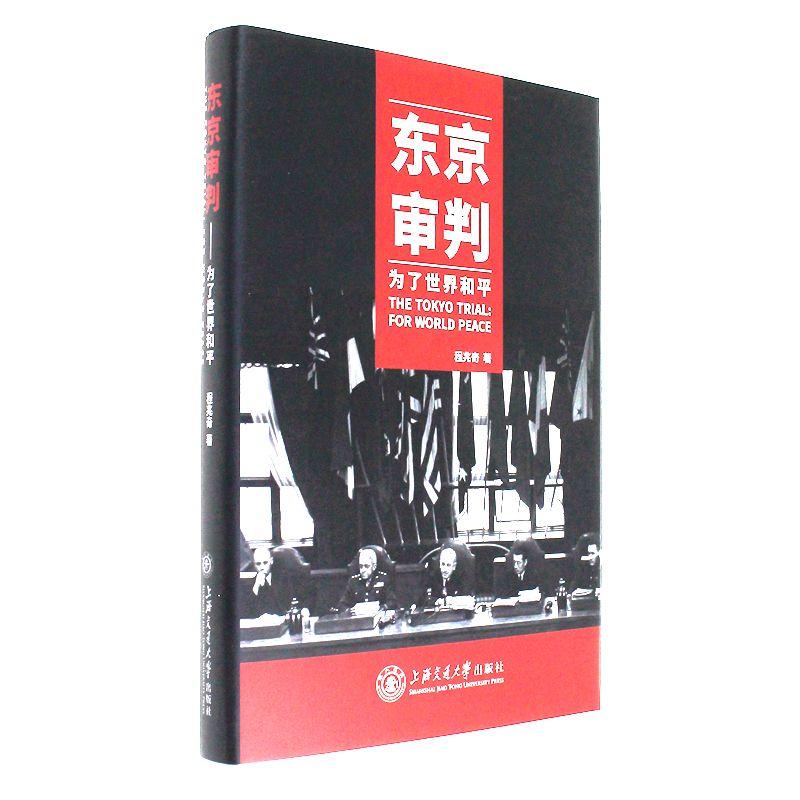 东京
审判
为了世界和平
THE TOKYO TRIAL:
FOR WORLD PEACE
程兆奇 著
上海交通大学出版社
SHANGHAI JIAO TONG UNIVERSITY PRESS
东京审判——为了世界和平 程兆奇 著
上海交通大学出版社